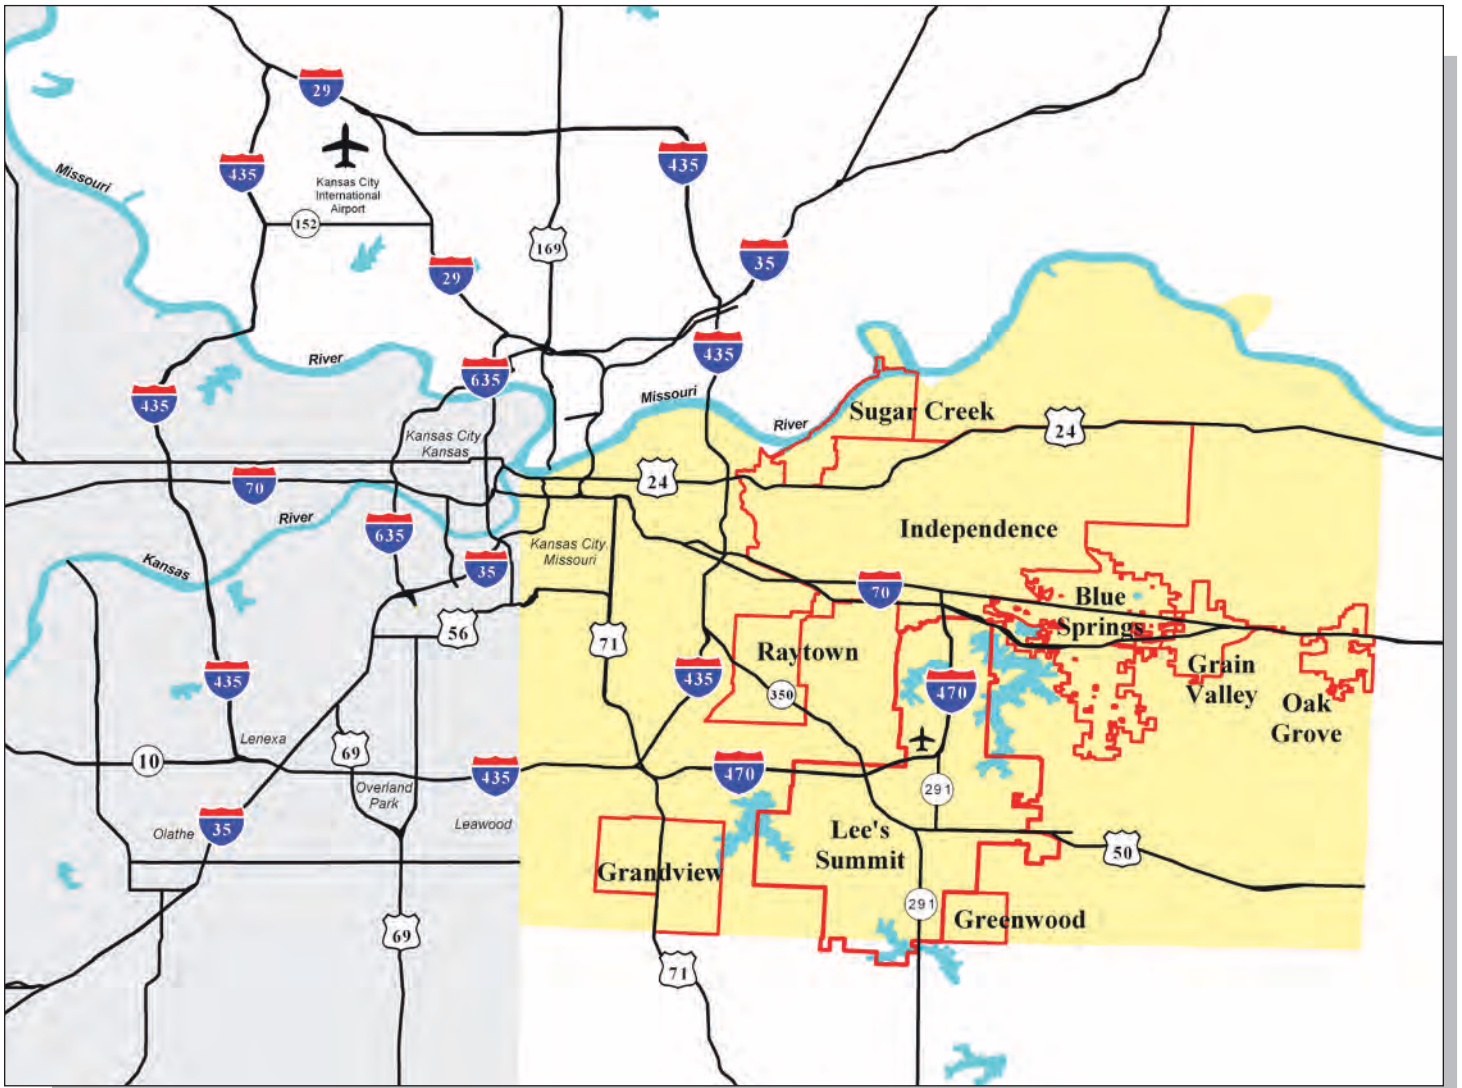 29
435
435
Missouri
Kansas City
International
Airport
152
169
35
29
435
River
635
435
Missouri
Sugar Creek
River
24
Kansas City
Kansas
24
70
River
Independence
635
Kansas City
Missouri
Kansas
35
70
Blue
Springs
56
71
Raytown
Grain
Valley
435
435
350
470
Oak
Grove
Lenexa
69
10
435
470
291
Overland
Park
Olathe
35
Leawood
Lee's
Summit
50
Grandview
291
Greenwood
69
71